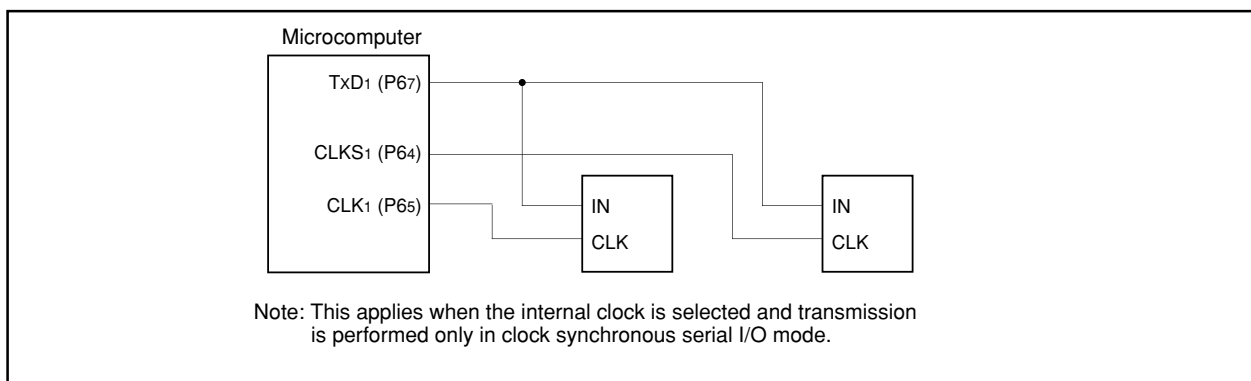 Microcomputer
TxD1 (P67)
CLKS1 (P64)
CLK1 (P65)
IN
CLK
IN
CLK
Note: This applies when the internal clock is selected and transmission
is performed only in clock synchronous serial I/O mode.